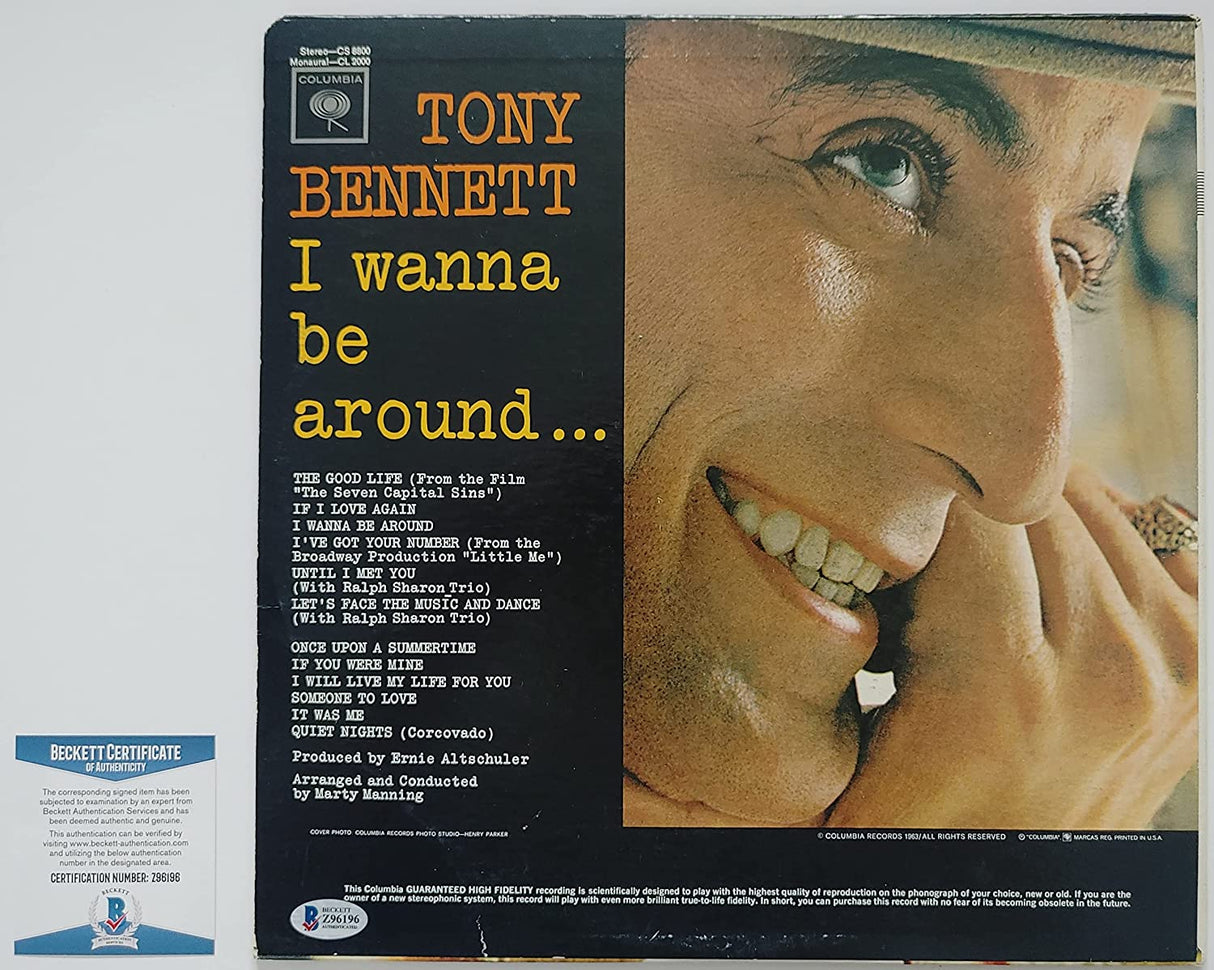 Stereo—CS 8800
Monaural—CL 2000
COLUMBIA
TONY
BENNETT
I wanna
be
around...
THE GOOD LIFE (From the Film
"The Seven Capital Sins")
IF I LOVE AGAIN
I WANNA BE AROUND
I'VE GOT YOUR NUMBER (From the
Broadway Production "Little Me")
UNTIL I MET YOU
(With Ralph Sharon Trio)
LET'S FACE THE MUSIC AND DANCE
(With Ralph Sharon Trio)
ONCE UPON A SUMMERTIME
IF YOU WERE MINE
I WILL LIVE MY LIFE FOR YOU
SOMEONE TO LOVE
IT WAS ME
QUIET NIGHTS (Corcovado)
Produced by Ernie Altschuler
Arranged and Conducted
by Marty Manning
COVER PHOTO: COLUMBIA RECORDS PHOTO STUDIO—HENRY PARKER
© COLUMBIA RECORDS 1963/ALL RIGHTS RESERVED
® "COLUMBIA", MARCAS REG. PRINTED IN U.S.A.
This Columbia GUARANTEED HIGH FIDELITY recording is scientifically designed to play with the highest quality of reproduction on the phonograph of your choice, new or old. If you are the
owner of a new stereophonic system, this record will play with even more brilliant true-to-life fidelity. In short, you can purchase this record with no fear of its becoming obsolete in the future.
BECKETT
Z96196
AUTHENTICATED
BECKETT CERTIFICATE
OF AUTHENTICITY
The corresponding signed item has been
subjected to examination by an expert from
Beckett Authentication Services and has
been deemed authentic and genuine.
This authentication can be verified by
visiting www.beckett-authentication.com
and utilizing the below authentication
number in the designated area.
CERTIFICATION NUMBER: Z96196
BECKETT
B
AUTHENTICATION
SERVICES